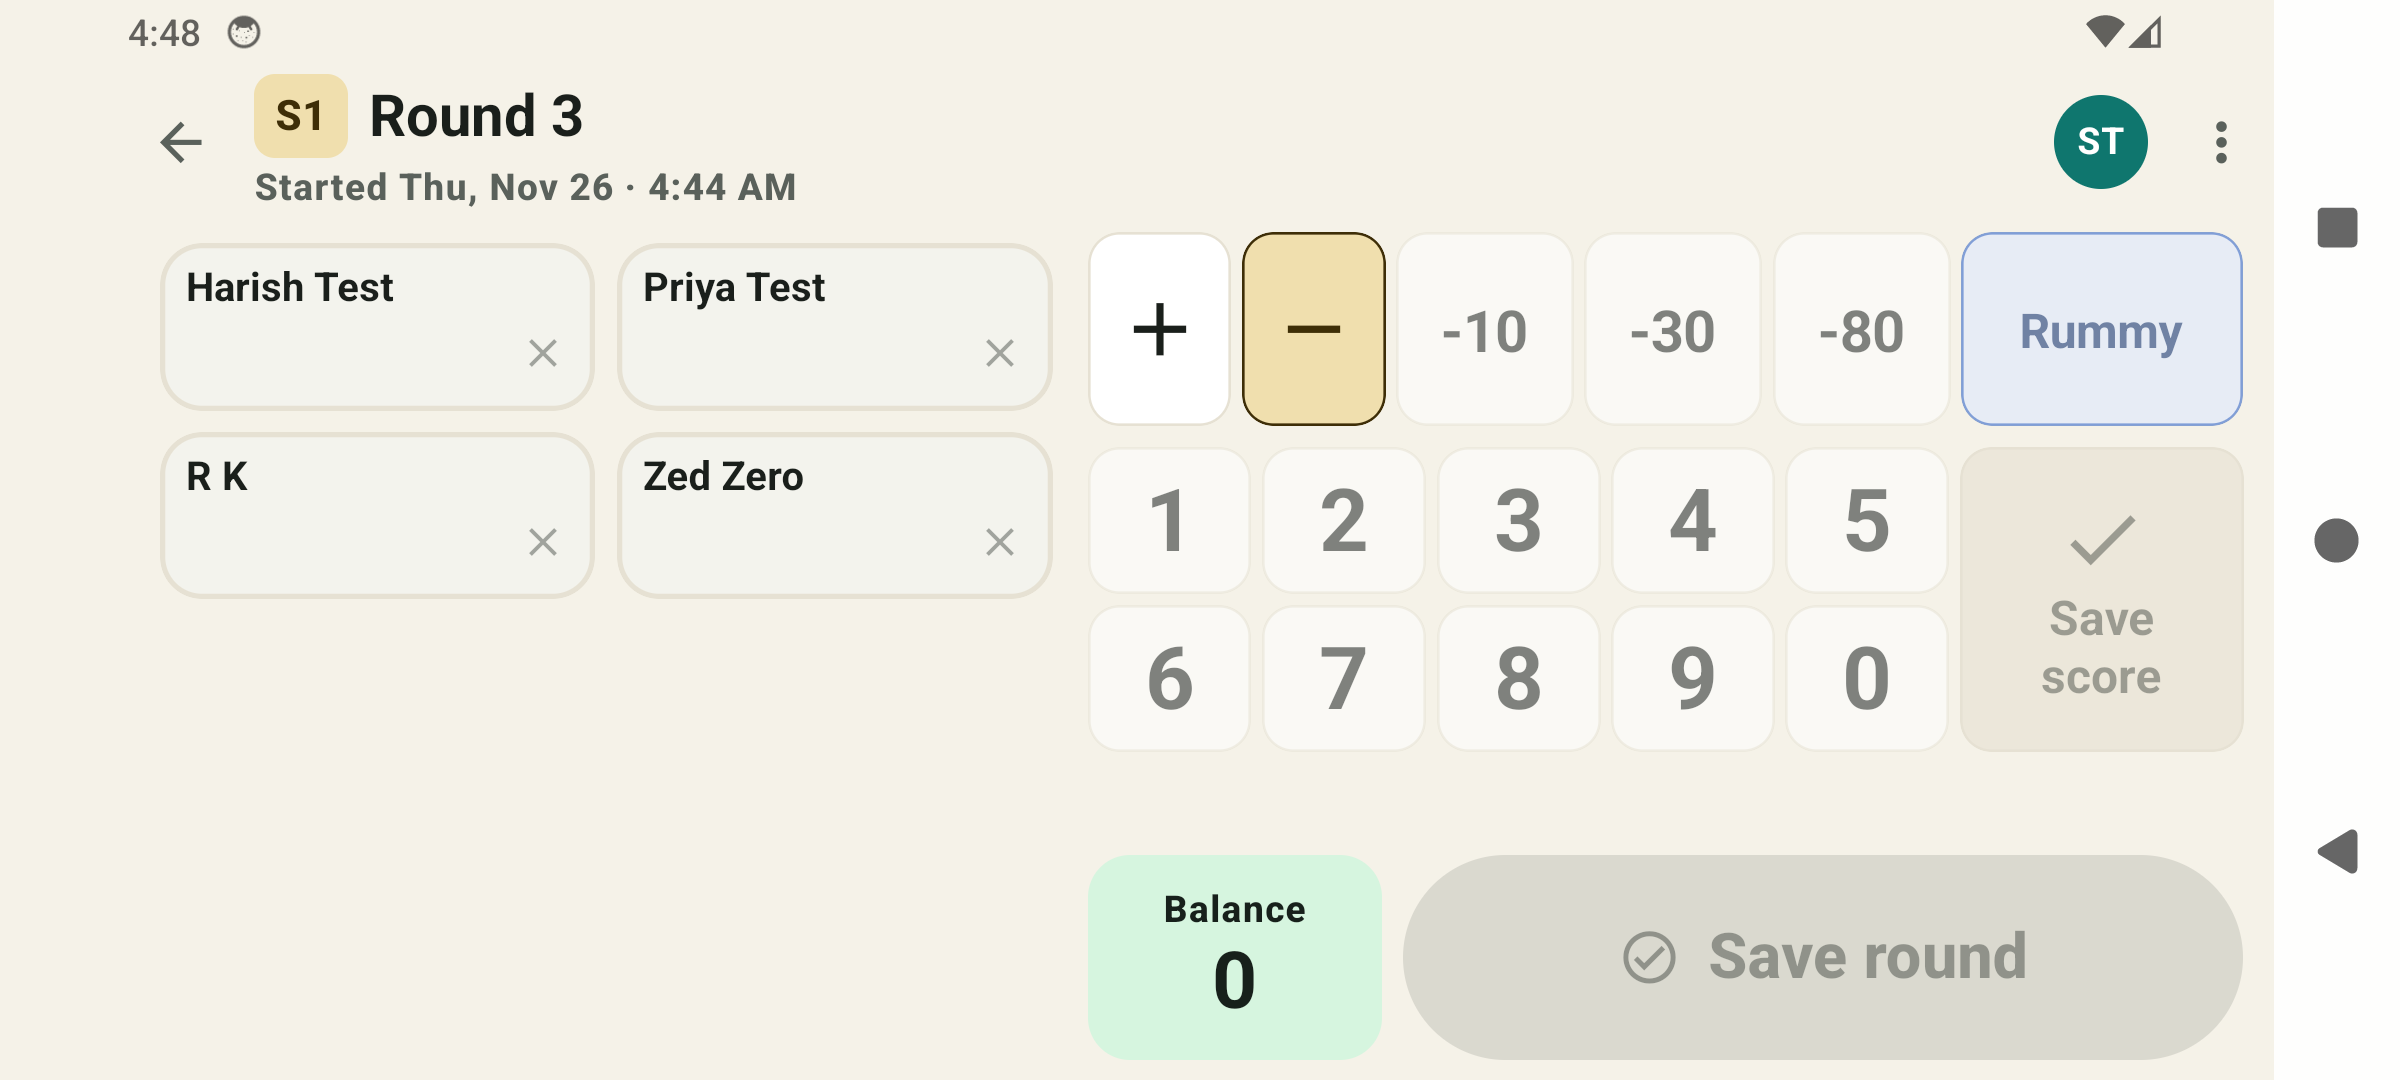 4:48
S1 Round 3
Started Thu, Nov 26 · 4:44 AM
ST
Harish Test
Priya Test
R K
Zed Zero
+ − -10 -30 -80 Rummy
1 2 3 4 5
6 7 8 9 0
Save
score
Balance
0
Save round